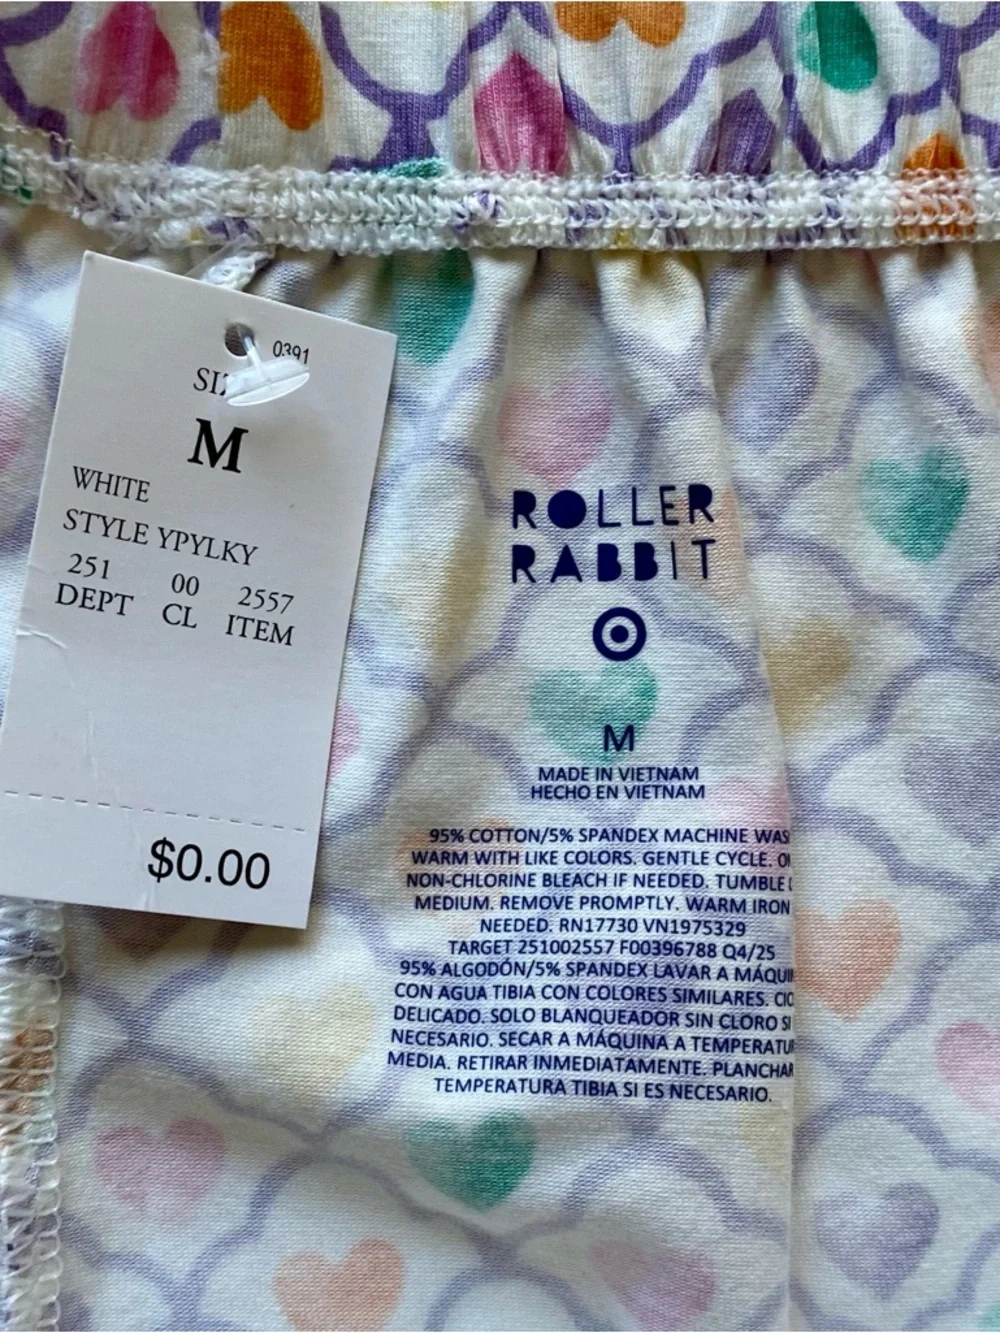 0391
M
WHITE
STYLE YPYLKY
251 00 2557
DEPT CL ITEM
$0.00
ROLLER
RABBIT
M
MADE IN VIETNAM
HECHO EN VIETNAM
95% COTTON/5% SPANDEX MACHINE WAS
WARM WITH LIKE COLORS. GENTLE CYCLE.
NON-CHLORINE BLEACH IF NEEDED. TUMBLE
MEDIUM. REMOVE PROMPTLY. WARM IRON
NEEDED. RN17730 VN1975329
TARGET 251002557 F00396788 Q4/25
95% ALGODÓN/5% SPANDEX LAVAR A MÁQUI
CON AGUA TIBIA CON COLORES SIMILARES. CIC
DELICADO. SOLO BLANQUEADOR SIN CLORO SI
NECESARIO. SECAR A MÁQUINA A TEMPERATU
MEDIA. RETIRAR INMEDIATAMENTE. PLANCHAR
TEMPERATURA TIBIA SI ES NECESARIO.